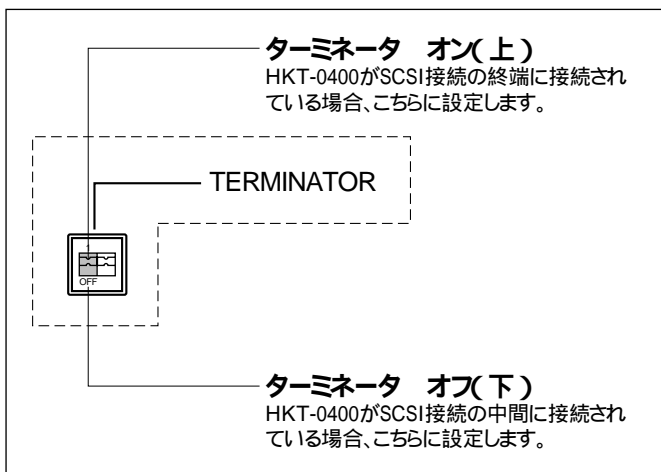 ターミネータ　オン(上)
HKT-0400がSCSI接続の終端に接続され
ている場合、こちらに設定します。
TERMINATOR
1
OFF
ターミネータ　オフ(下)
HKT-0400がSCSI接続の中間に接続され
ている場合、こちらに設定します。